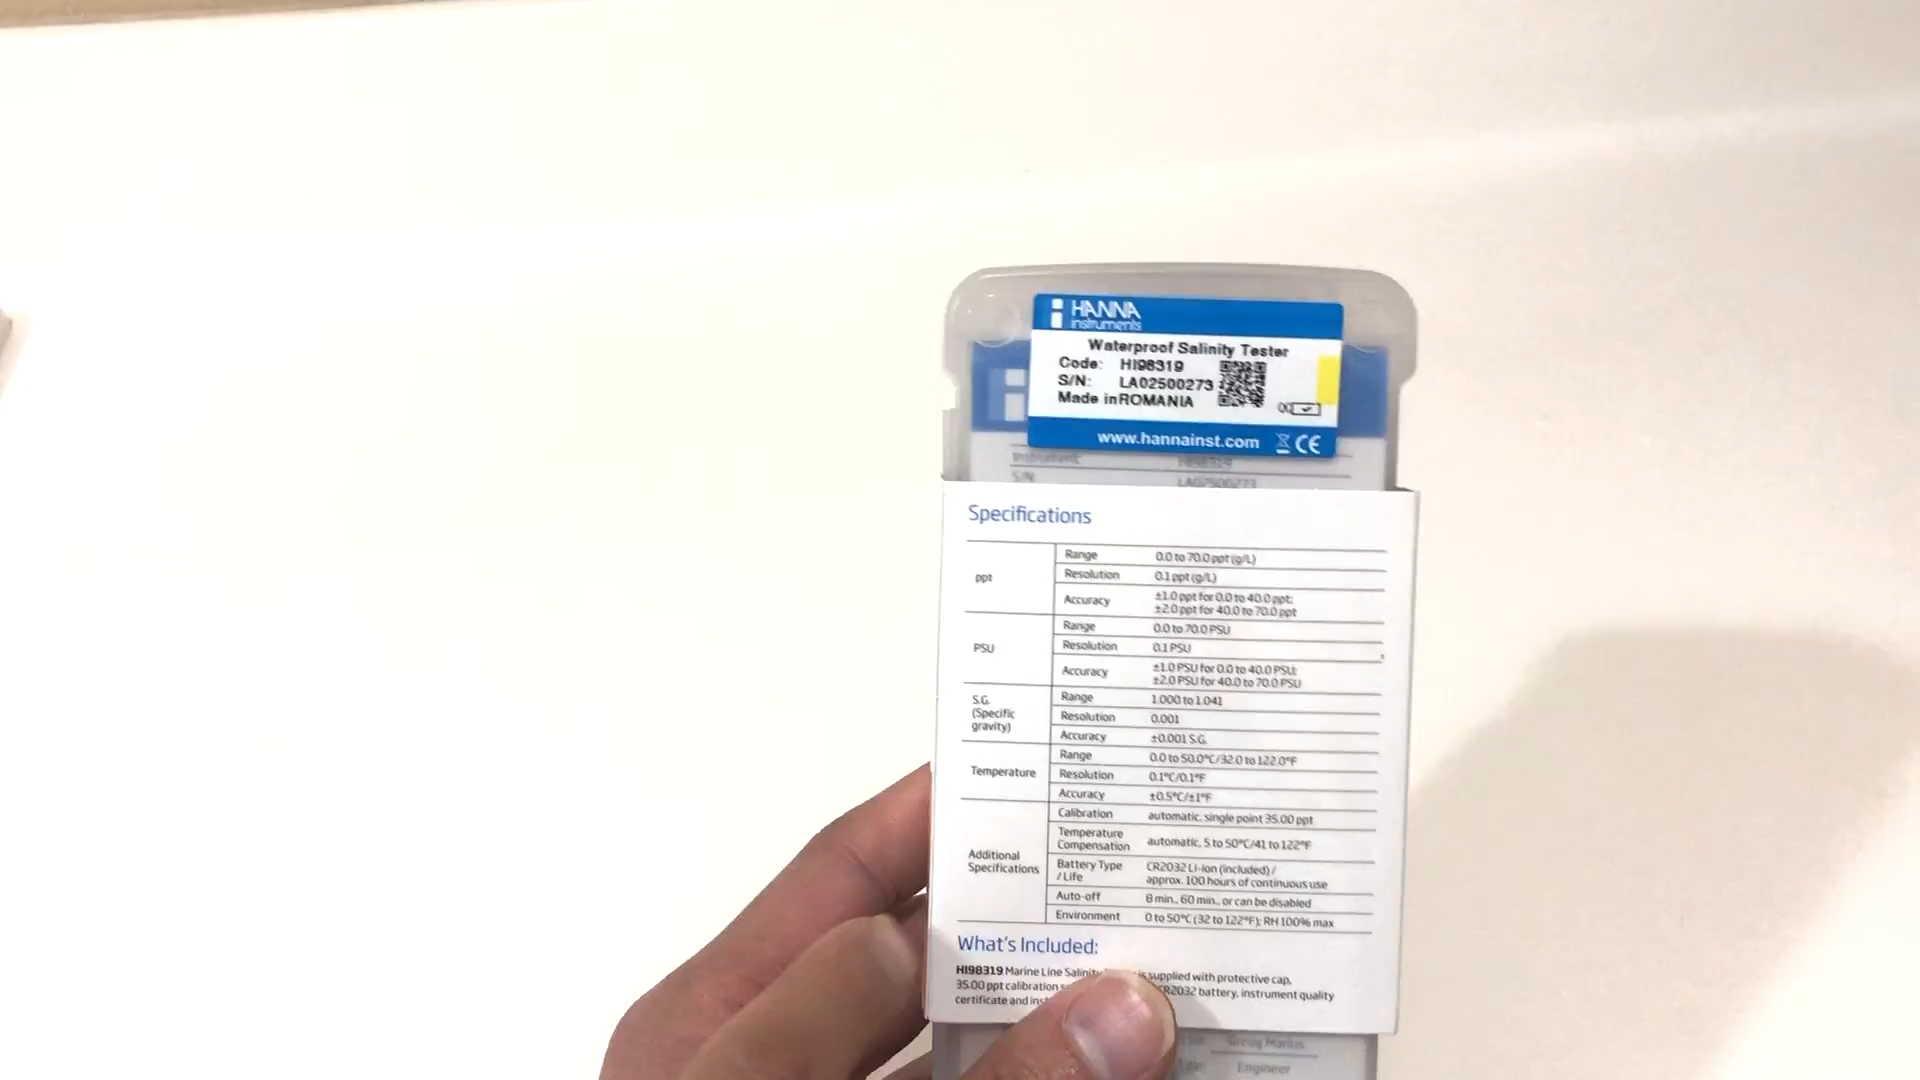 HANNA
instruments
Waterproof Salinity Tester
Code: HI98319
S/N: LA02500273
Made in ROMANIA
www.hannainst.com CE
Instrument: HI98319
S/N: LA02500273
Specifications
ppt
Range 0.0 to 70.0 ppt (g/L)
Resolution 0.1 ppt (g/L)
Accuracy ±1.0 ppt for 0.0 to 40.0 ppt;
±2.0 ppt for 40.0 to 70.0 ppt
PSU
Range 0.0 to 70.0 PSU
Resolution 0.1 PSU
Accuracy ±1.0 PSU for 0.0 to 40.0 PSU;
±2.0 PSU for 40.0 to 70.0 PSU
S.G.
(Specific
gravity)
Range 1.000 to 1.041
Resolution 0.001
Accuracy ±0.001 S.G.
Temperature
Range 0.0 to 50.0°C/32.0 to 122.0°F
Resolution 0.1°C/0.1°F
Accuracy ±0.5°C/±1°F
Additional
Specifications
Calibration automatic, single point 35.00 ppt
Temperature
Compensation automatic, 5 to 50°C/41 to 122°F
Battery Type
/ Life
CR2032 Li-ion (included) /
approx. 100 hours of continuous use
Auto-off 8 min., 60 min., or can be disabled
Environment 0 to 50°C (32 to 122°F); RH 100% max
What's Included:
HI98319 Marine Line Salinity is supplied with protective cap,
35.00 ppt calibration CR2032 battery, instrument quality
certificate and
Marius
Engineer